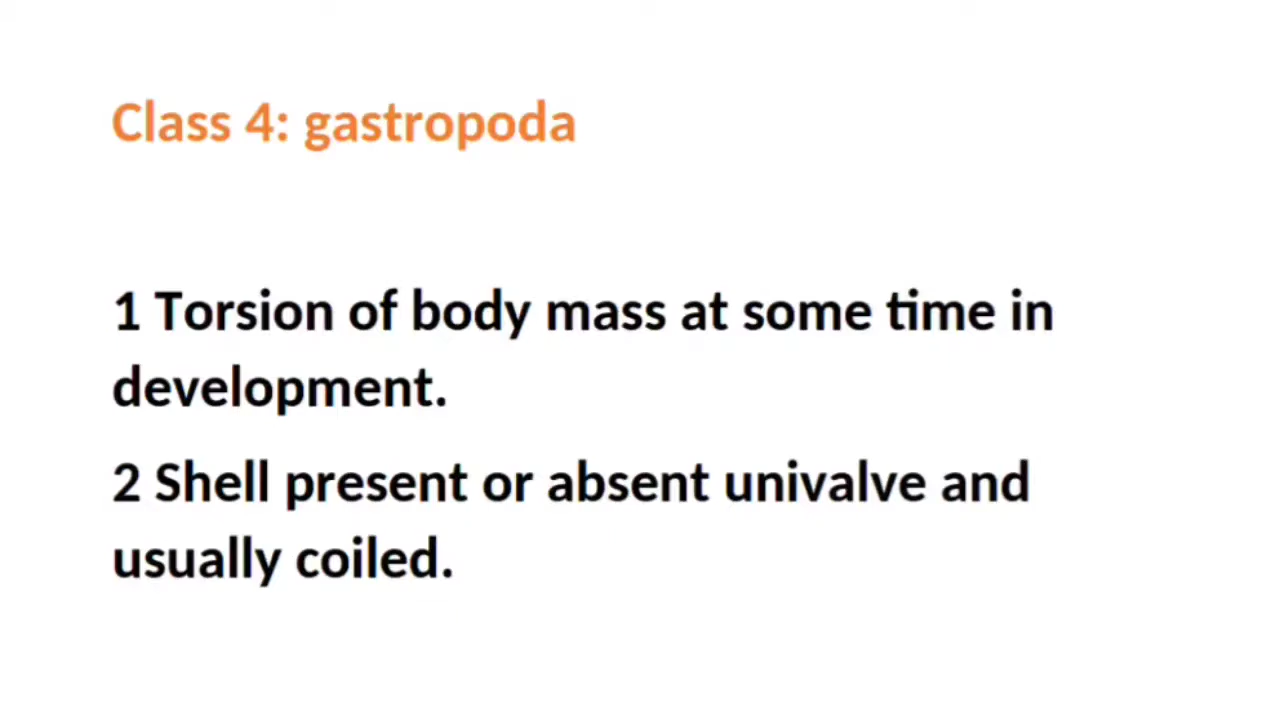 Class 4: gastropoda
1 Torsion of body mass at some time in
development.
2 Shell present or absent univalve and
usually coiled.